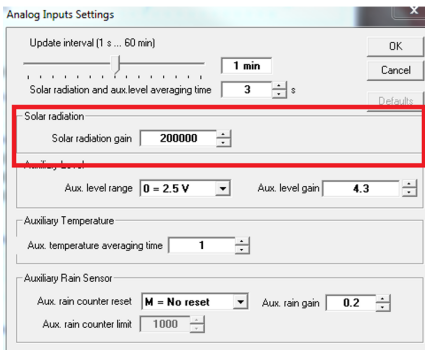 Analog Inputs Settings
Update interval (1 s ... 60 min)
1 min
OK
Cancel
Solar radiation and aux.level averaging time 3 s
Defaults
Solar radiation
Solar radiation gain 200000
Auxiliary Level
Aux. level range 0 = 2.5 V Aux. level gain 4.3
Auxiliary Temperature
Aux. temperature averaging time 1
Auxiliary Rain Sensor
Aux. rain counter reset M = No reset Aux. rain gain 0.2
Aux. rain counter limit 1000